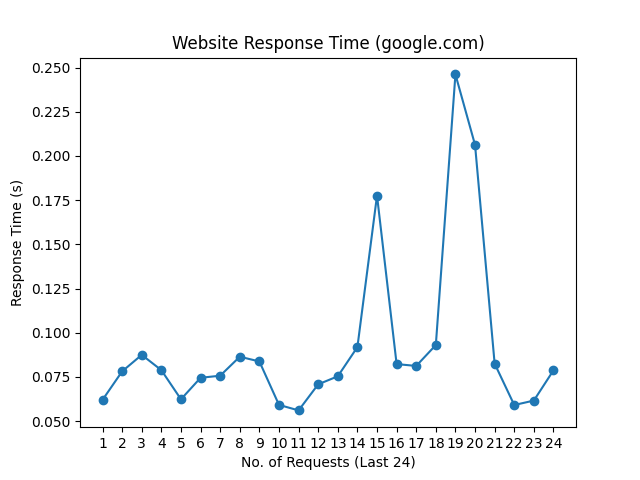 Website Response Time (google.com)
0.250
0.225
0.200
0.175
0.150
0.125
0.100
0.075
0.050
Response Time (s)
1 2 3 4 5 6 7 8 9 10 11 12 13 14 15 16 17 18 19 20 21 22 23 24
No. of Requests (Last 24)